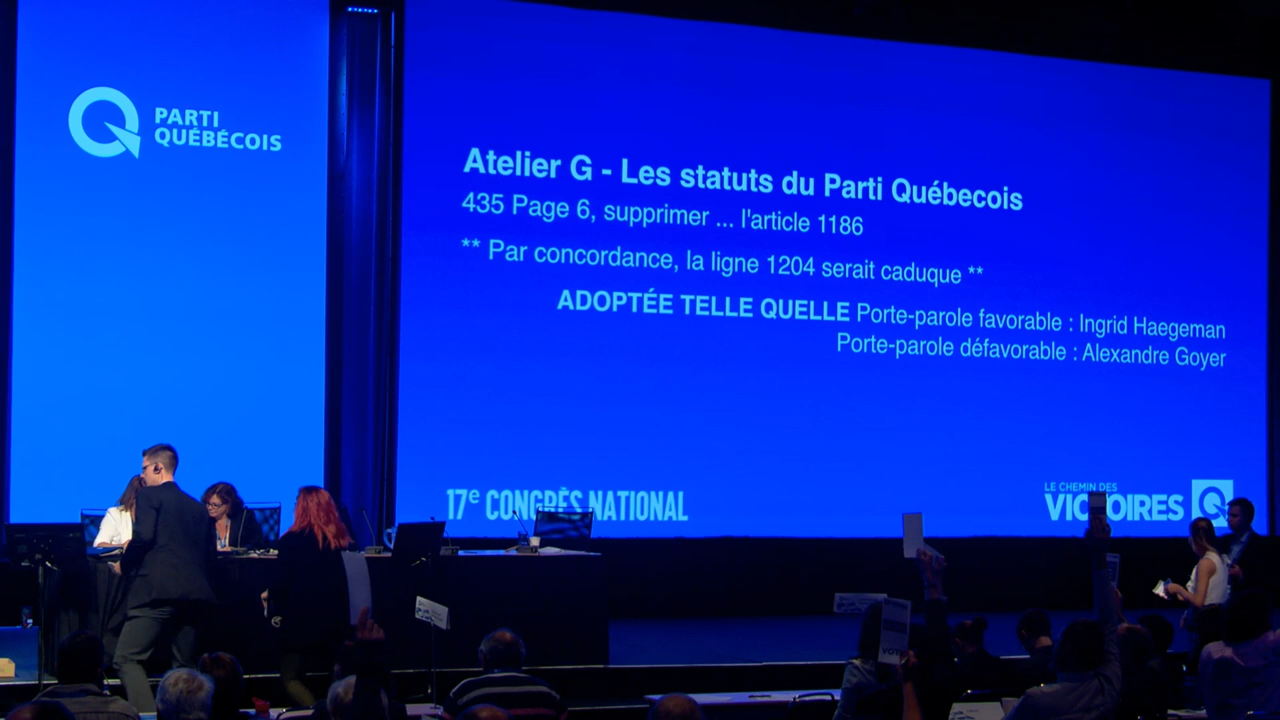 PARTI
QUÉBÉCOIS
Atelier G - Les statuts du Parti Québecois
435 Page 6, supprimer ... l'article 1186
** Par concordance, la ligne 1204 serait caduque **
ADOPTÉE TELLE QUELLE Porte-parole favorable : Ingrid Haegeman
Porte-parole défavorable : Alexandre Goyer
17e CONGRÈS NATIONAL
LE CHEMIN DES
VICTOIRES